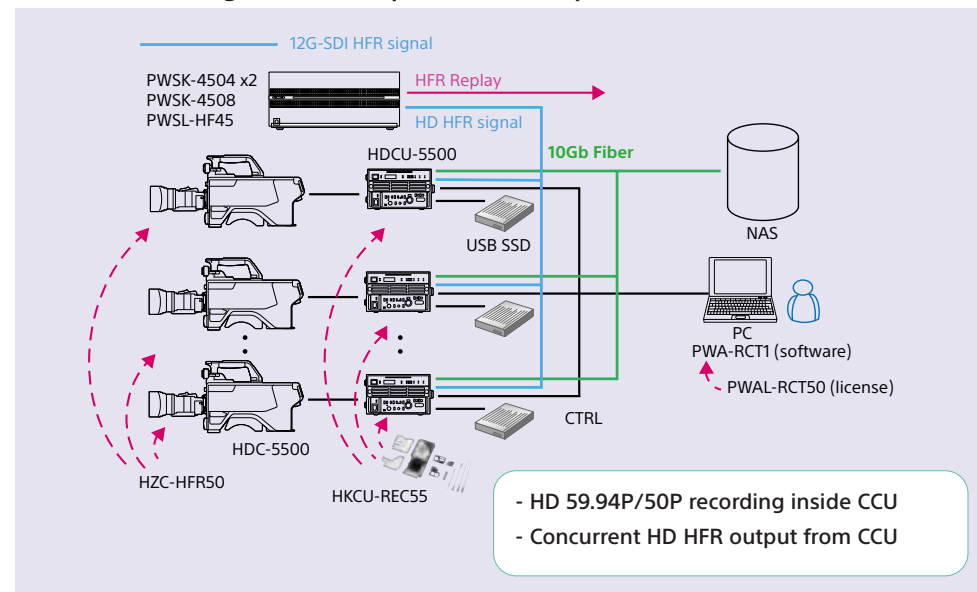 12G-SDI HFR signal
PWSK-4504 x2
PWSK-4508
PWSL-HF45
HFR Replay
HD HFR signal
HDCU-5500
10Gb Fiber
USB SSD
NAS
PC
PWA-RCT1 (software)
PWAL-RCT50 (license)
CTRL
HDC-5500
HZC-HFR50
HKCU-REC55
- HD 59.94P/50P recording inside CCU
- Concurrent HD HFR output from CCU